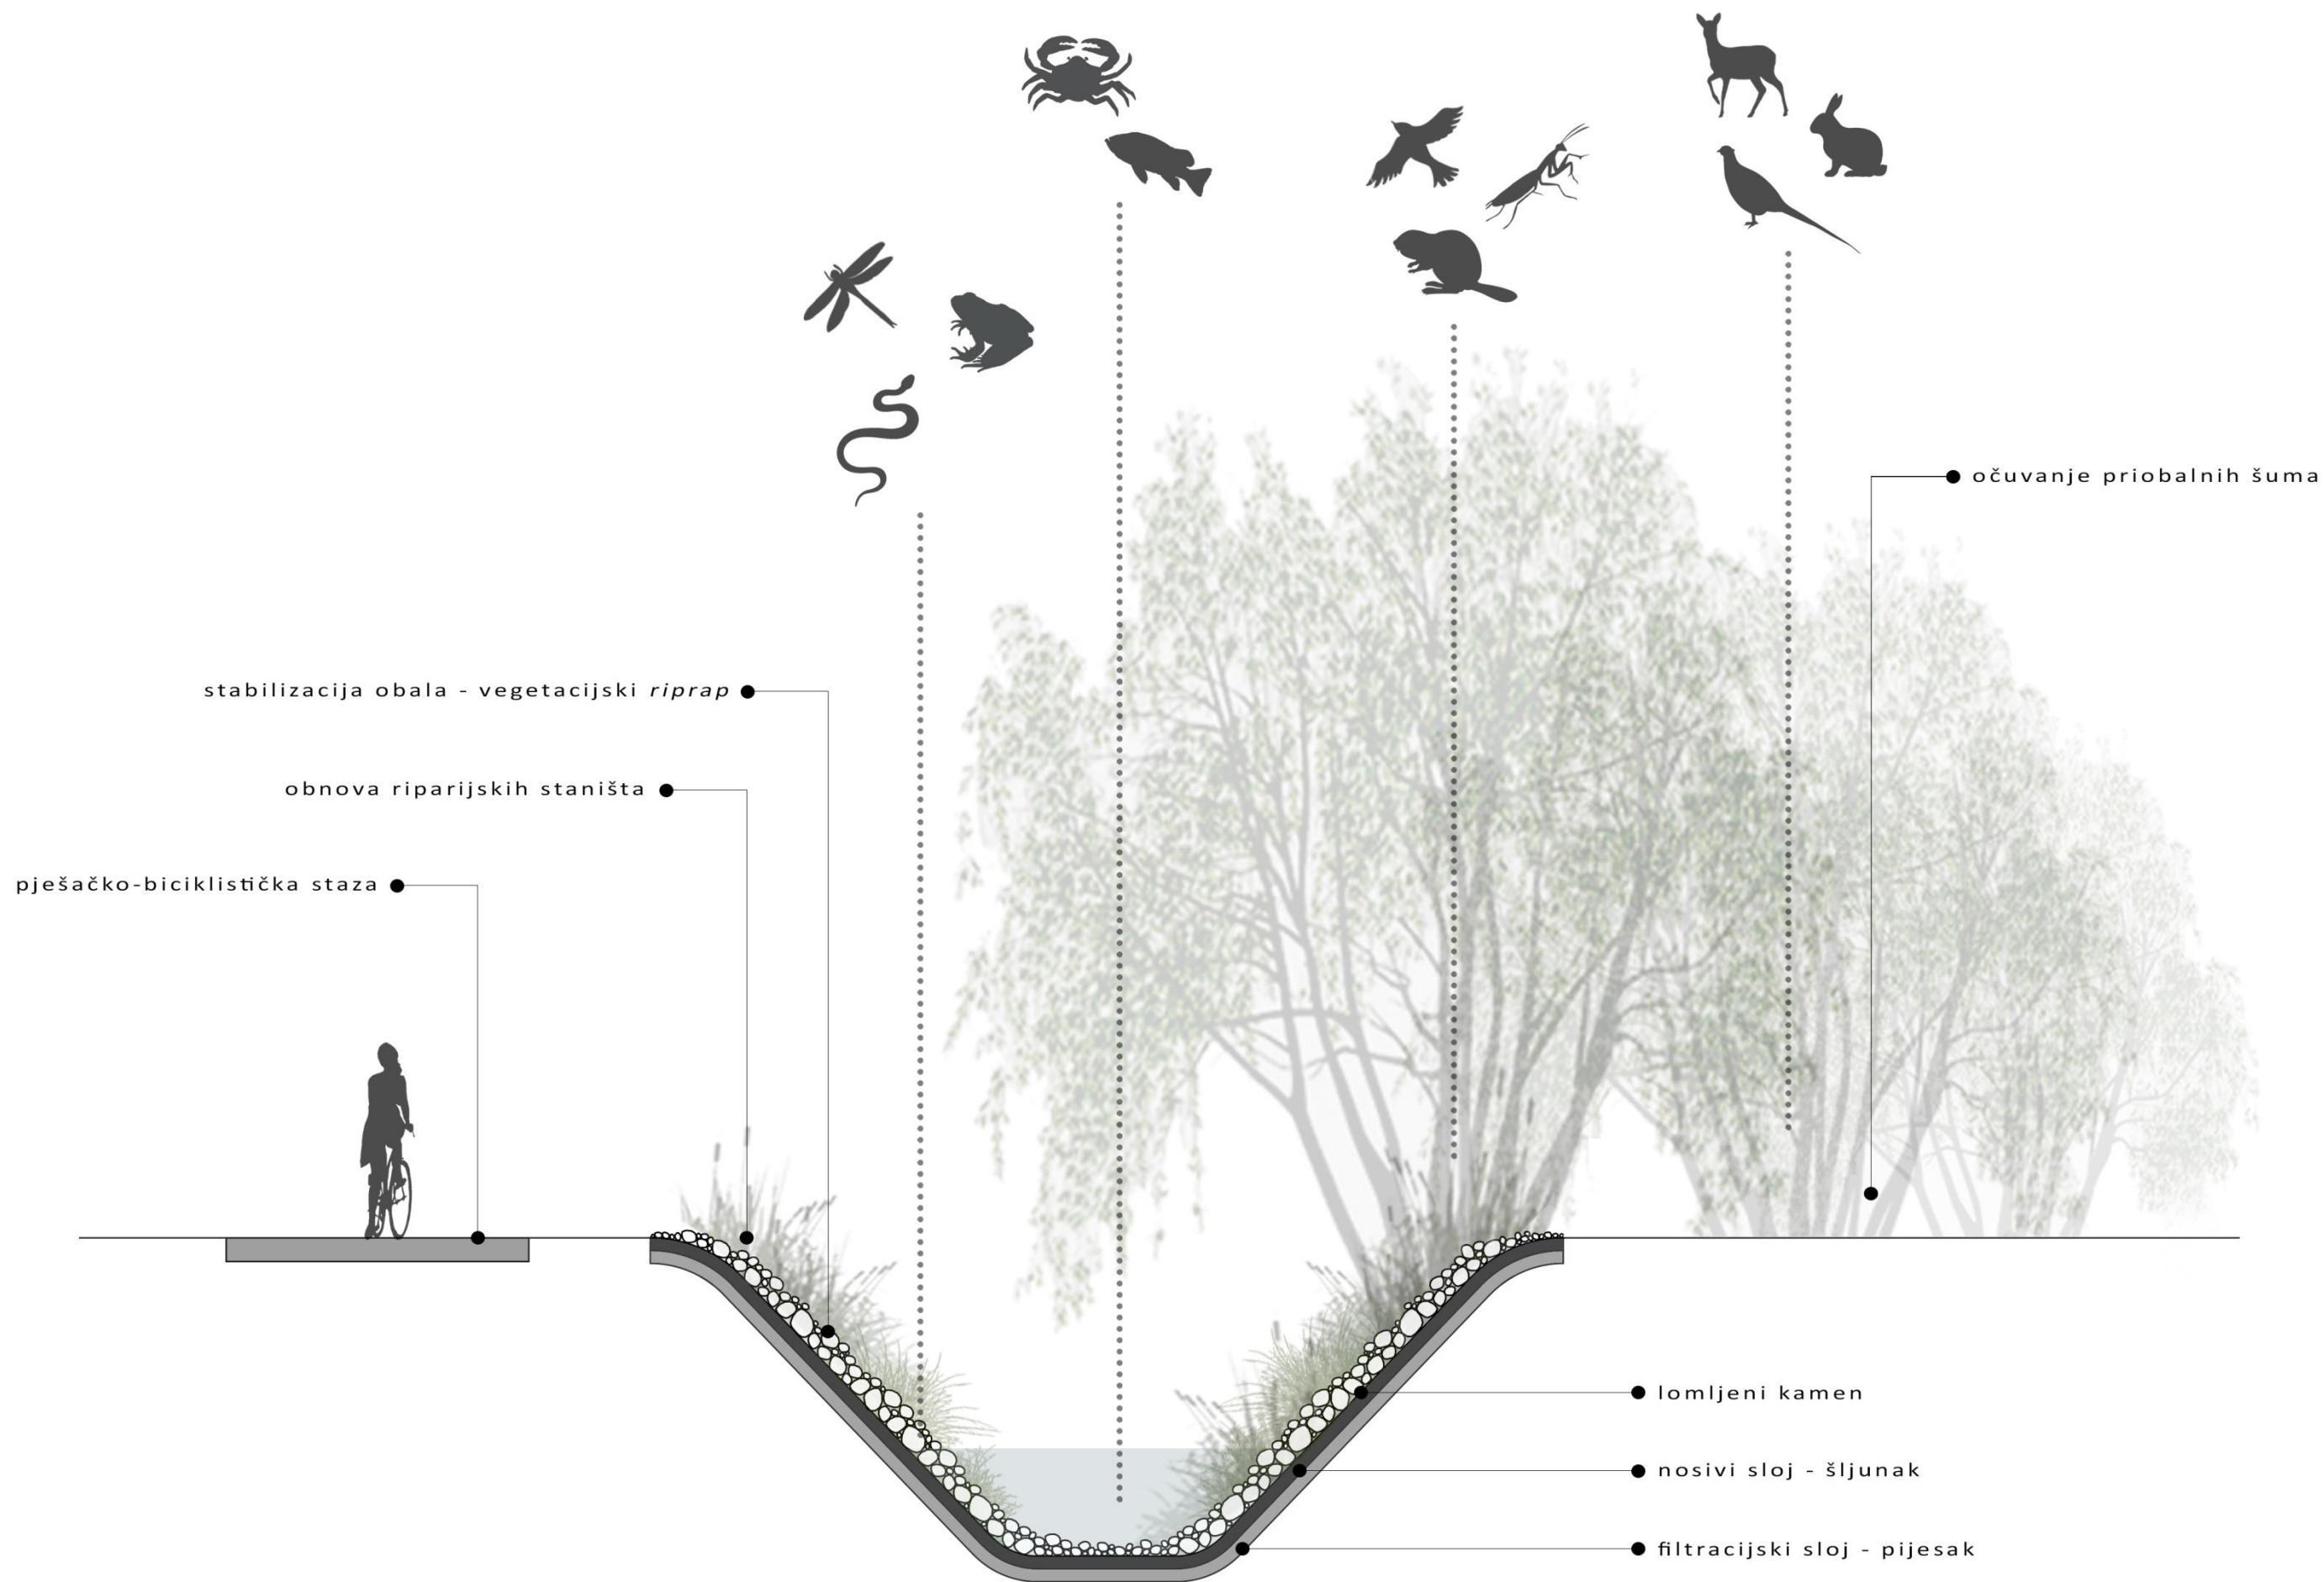 očuvanje priobalnih šuma
stabilizacija obala - vegetacijski riprap
obnova riparijskih staništa
pješačko-biciklistička staza
lomljeni kamen
nosivi sloj - šljunak
filtracijski sloj - pijesak